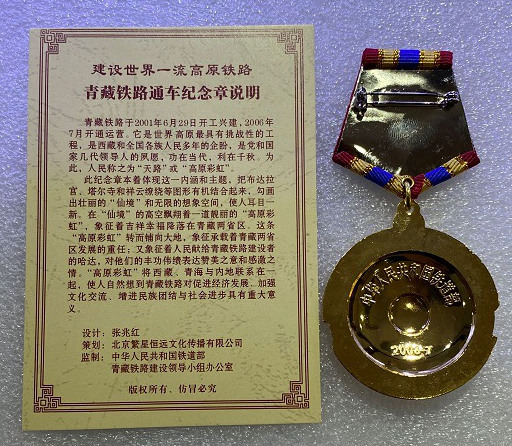 建设世界一流高原铁路
青藏铁路通车纪念章说明
青藏铁路于2001年6月29日开工兴建，2006年
7月开通运营。它是世界高原最具有挑战性的工
程，是西藏和全国各族人民多年的企盼，是党和国
家几代领导人的夙愿，功在当代，利在千秋。为
此，人民称之为“天路”或“高原彩虹”。
此纪念章本着体现这一内涵和主题，把布达拉
宫、塔尔寺和祥云缭绕等图形有机结合起来，勾画
出壮丽的“仙境”和无限的想象空间，使人耳目一
新。在“仙境”的高空飘翔着一道靓丽的“高原彩
虹”，象征着吉祥幸福降落在青藏两省区。这条
“高原彩虹”转而铺向大地，象征承载着青藏两省
区发展的重任；又象征着人民献给青藏铁路建设者
的哈达，对他们的丰功伟绩表达赞美之意和感激之
情。“高原彩虹”将西藏、青海与内地联系在一
起，使人自然想到青藏铁路对促进经济发展、加强
文化交流、增进民族团结与社会进步具有重大意
义。
设计：张兆红
策划：北京繁星恒远文化传播有限公司
监制：中华人民共和国铁道部
青藏铁路建设领导小组办公室
版权所有、仿冒必究
中华人民共和国铁道部
2006·7